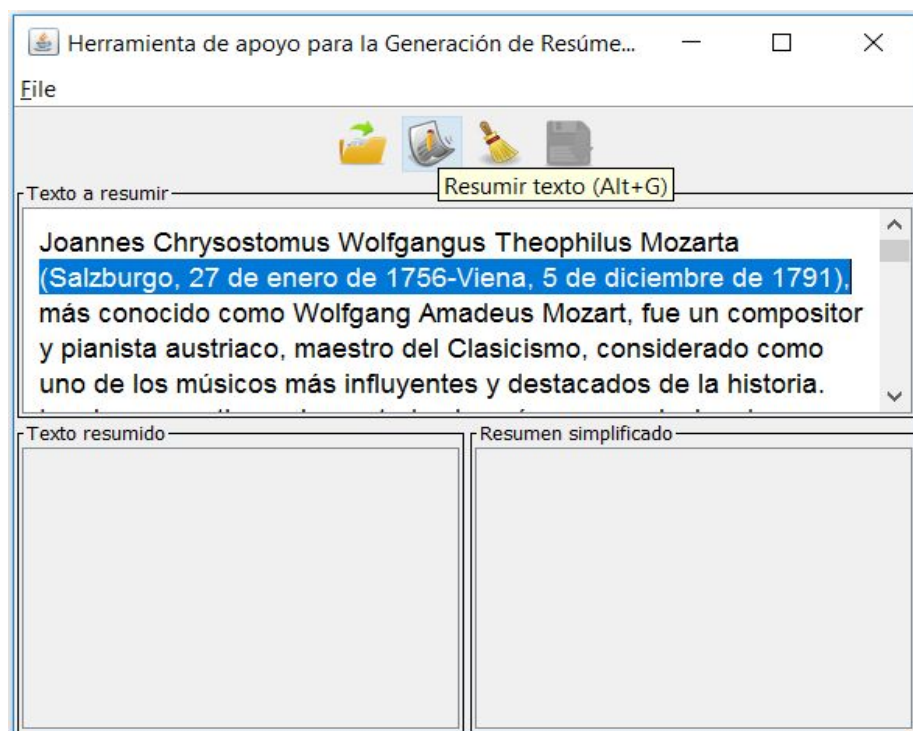 Herramienta de apoyo para la Generación de Resúme...
File
Resumir texto (Alt+G)
Texto a resumir
Joannes Chrysostomus Wolfgangus Theophilus Mozarta
(Salzburgo, 27 de enero de 1756-Viena, 5 de diciembre de 1791),
más conocido como Wolfgang Amadeus Mozart, fue un compositor
y pianista austriaco, maestro del Clasicismo, considerado como
uno de los músicos más influyentes y destacados de la historia.
Texto resumido
Resumen simplificado